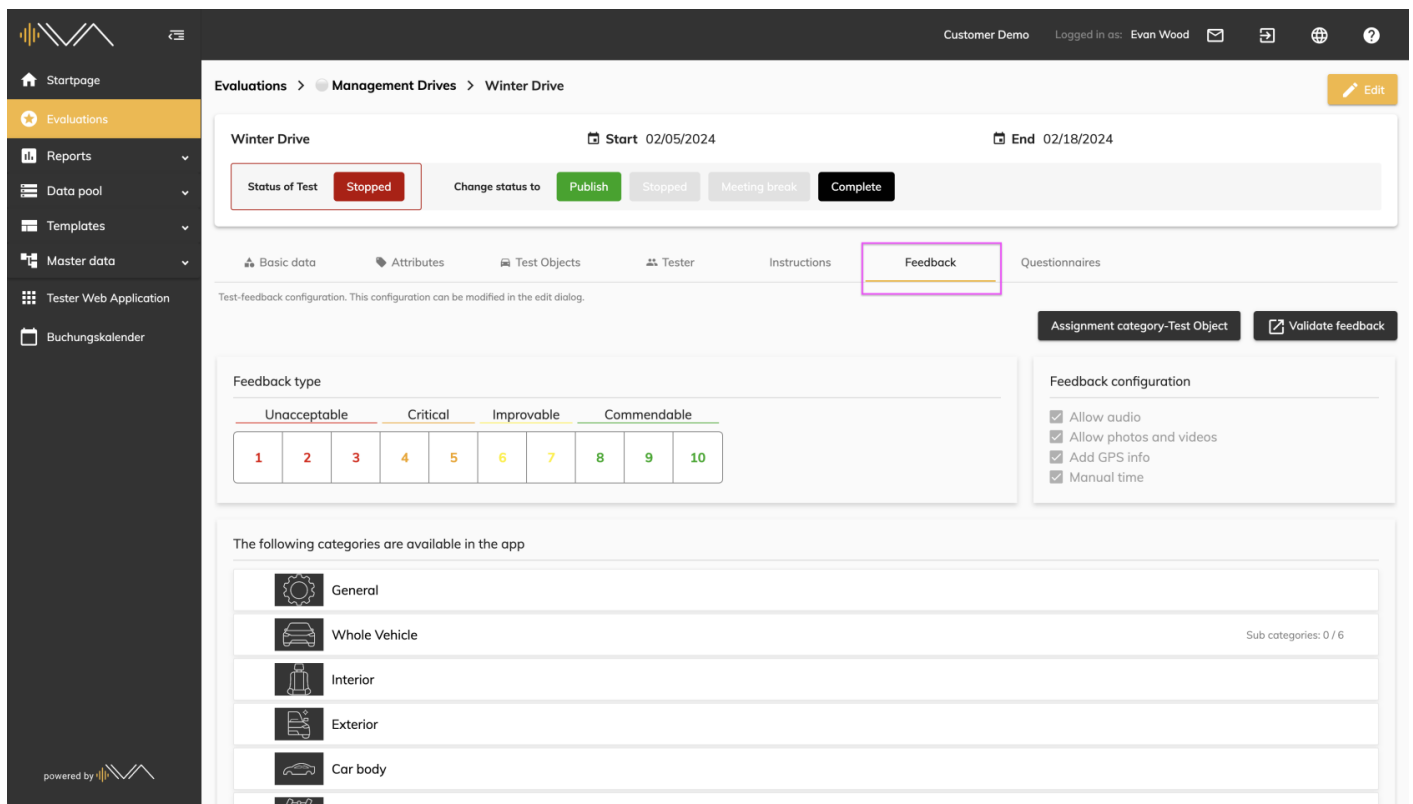 Customer Demo Logged in as: Evan Wood
Startpage
Evaluations
Reports
Data pool
Templates
Master data
Tester Web Application
Buchungskalender
powered by
Evaluations > Management Drives > Winter Drive
Edit
Winter Drive Start 02/05/2024 End 02/18/2024
Status of Test Stopped Change status to Publish Stopped Meeting break Complete
Basic data Attributes Test Objects Tester Instructions Feedback Questionnaires
Test-feedback configuration. This configuration can be modified in the edit dialog.
Assignment category-Test Object Validate feedback
Feedback type
Unacceptable Critical Improvable Commendable
1 2 3 4 5 6 7 8 9 10
Feedback configuration
Allow audio
Allow photos and videos
Add GPS info
Manual time
The following categories are available in the app
General
Whole Vehicle Sub categories: 0 / 6
Interior
Exterior
Car body